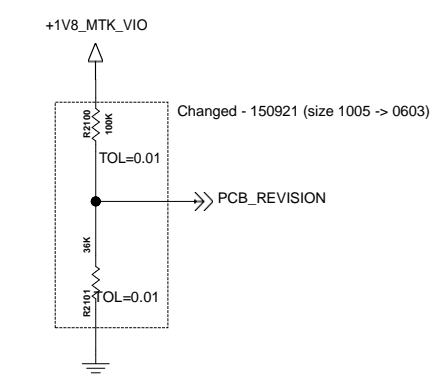 +1V8_MTK_VIO
Changed - 150921 (size 1005 -> 0603)
R2100
100K
TOL=0.01
PCB_REVISION
36K
R2101
TOL=0.01